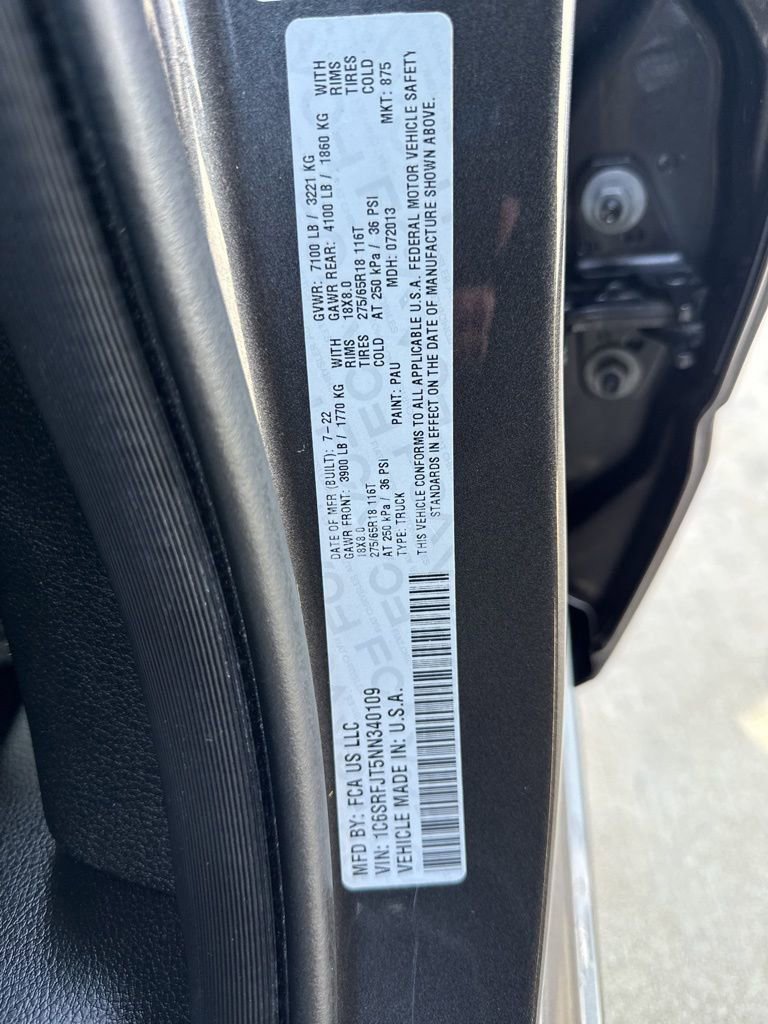 MFD BY: FCA US LLC
VIN: 1C6SRFJT5NN340109
VEHICLE MADE IN: U.S.A.
DATE OF MFR (BUILT): 7-22 GVWR: 7100 LB / 3221 KG WITH
GAWR FRONT: 3900 LB / 1770 KG WITH GAWR REAR: 4100 LB / 1860 KG RIMS
18X8.0 RIMS 18X8.0 TIRES
275/65R18 116T TIRES 275/65R18 116T COLD
AT 250 kPa / 36 PSI COLD AT 250 kPa / 36 PSI
TYPE: TRUCK PAINT: PAU MDH: 072013 MKT: 875
THIS VEHICLE CONFORMS TO ALL APPLICABLE U.S.A. FEDERAL MOTOR VEHICLE SAFETY
STANDARDS IN EFFECT ON THE DATE OF MANUFACTURE SHOWN ABOVE.